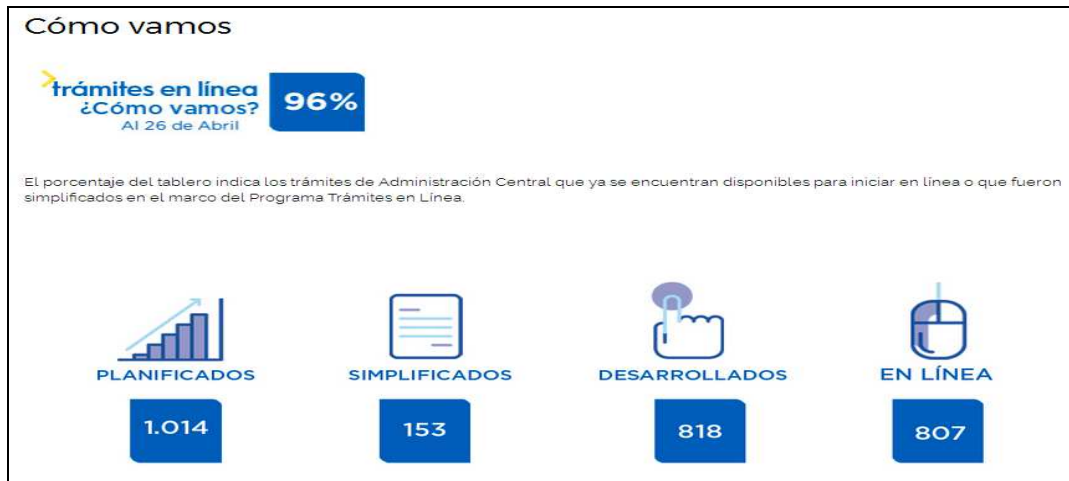 Cómo vamos
trámites en línea
¿Cómo vamos?
Al 26 de Abril
96%
El porcentaje del tablero indica los trámites de Administración Central que ya se encuentran disponibles para iniciar en línea o que fueron
simplificados en el marco del Programa Trámites en Línea.
PLANIFICADOS
SIMPLIFICADOS
DESARROLLADOS
EN LÍNEA
1.014
153
818
807